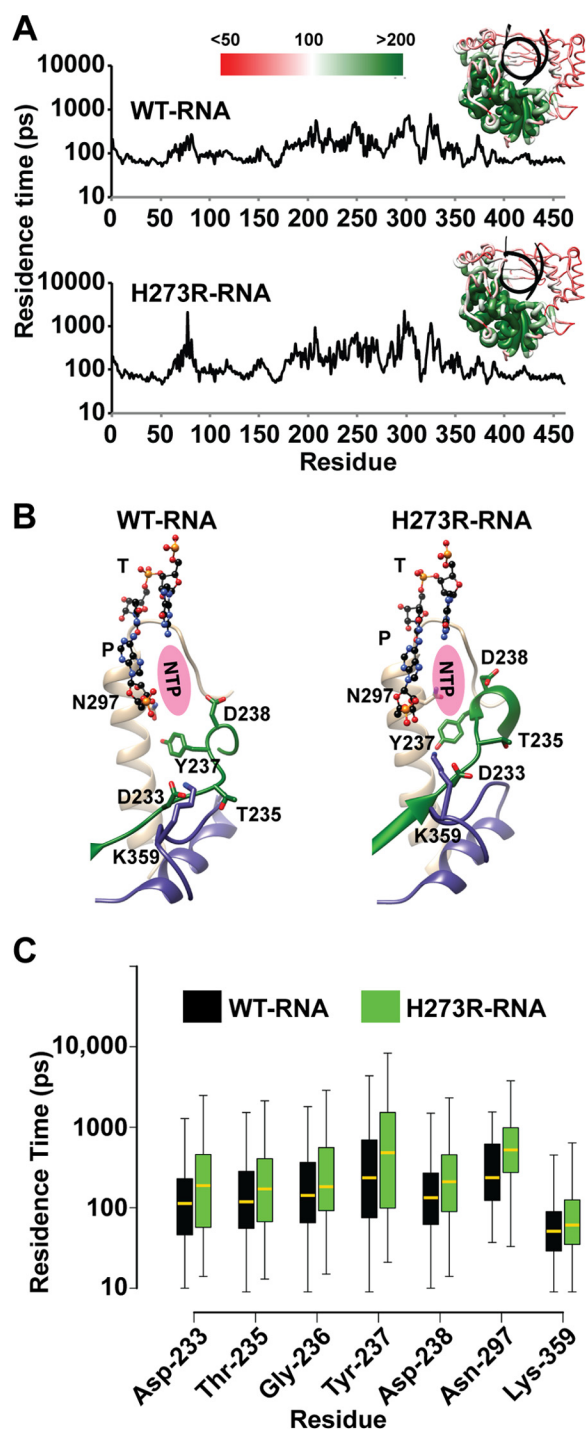 A
<50 100 >200
WT-RNA
Residence time (ps)
10000
1000
100
10
0 50 100 150 200 250 300 350 400 450
H273R-RNA
10000
1000
100
10
0 50 100 150 200 250 300 350 400 450
Residue
B
WT-RNA
H273R-RNA
T
P
NTP
N297
D238
Y237
D233
T235
K359
T
P
NTP
D238
N297
Y237
T235
D233
K359
C
WT-RNA
H273R-RNA
Residence Time (ps)
10,000
1000
100
10
Asp-233
Thr-235
Gly-236
Tyr-237
Asp-238
Asn-297
Lys-359
Residue